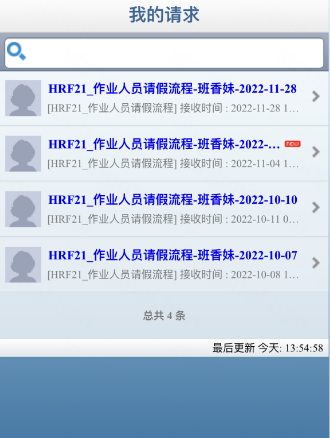 我的请求
HRF21_作业人员请假流程-班香妹-2022-11-28
[HRF21_作业人员请假流程] 接收时间 : 2022-11-28 1...
HRF21_作业人员请假流程-班香妹-2022-... new
[HRF21_作业人员请假流程] 接收时间 : 2022-11-04 1...
HRF21_作业人员请假流程-班香妹-2022-10-10
[HRF21_作业人员请假流程] 接收时间 : 2022-10-11 0...
HRF21_作业人员请假流程-班香妹-2022-10-07
[HRF21_作业人员请假流程] 接收时间 : 2022-10-08 1...
总共 4 条
最后更新 今天: 13:54:58